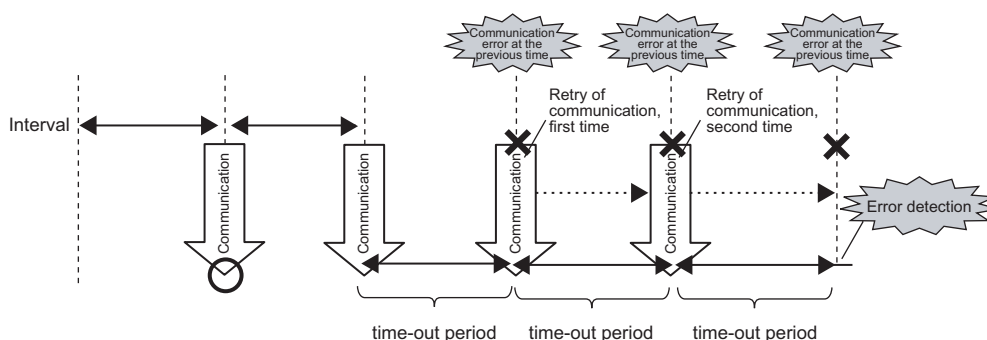 Communication
error at the
previous time
Communication
error at the
previous time
Communication
error at the
previous time
Retry of
communication,
first time
Retry of
communication,
second time
Interval
Communication
Communication
Communication
Communication
Error detection
time-out period
time-out period
time-out period